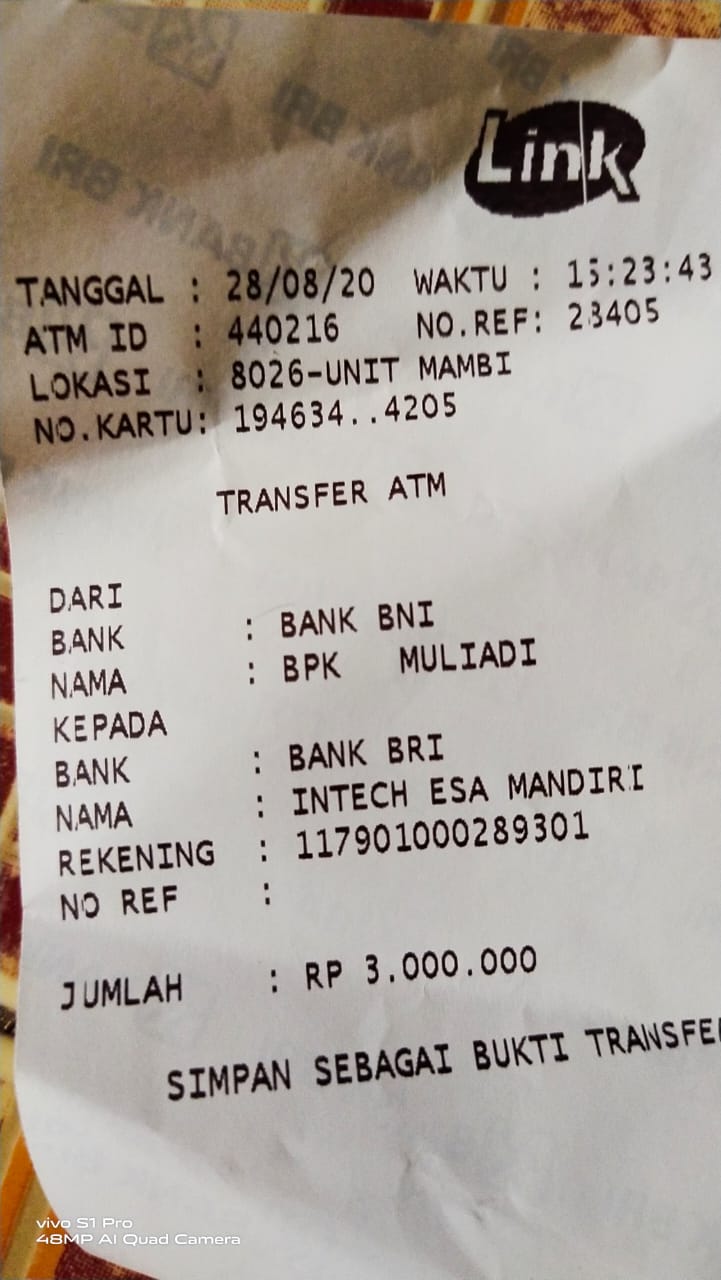 Link
TANGGAL : 28/08/20 WAKTU : 15:23:43
ATM ID : 440216 NO.REF: 23405
LOKASI : 8026-UNIT MAMBI
NO.KARTU: 194634..4205
TRANSFER ATM
DARI
BANK : BANK BNI
NAMA : BPK MULIADI
KEPADA
BANK : BANK BRI
NAMA : INTECH ESA MANDIRI
REKENING : 117901000289301
NO REF :
JUMLAH : RP 3.000.000
SIMPAN SEBAGAI BUKTI TRANSFE
vivo S1 Pro
48MP AI Quad Camera